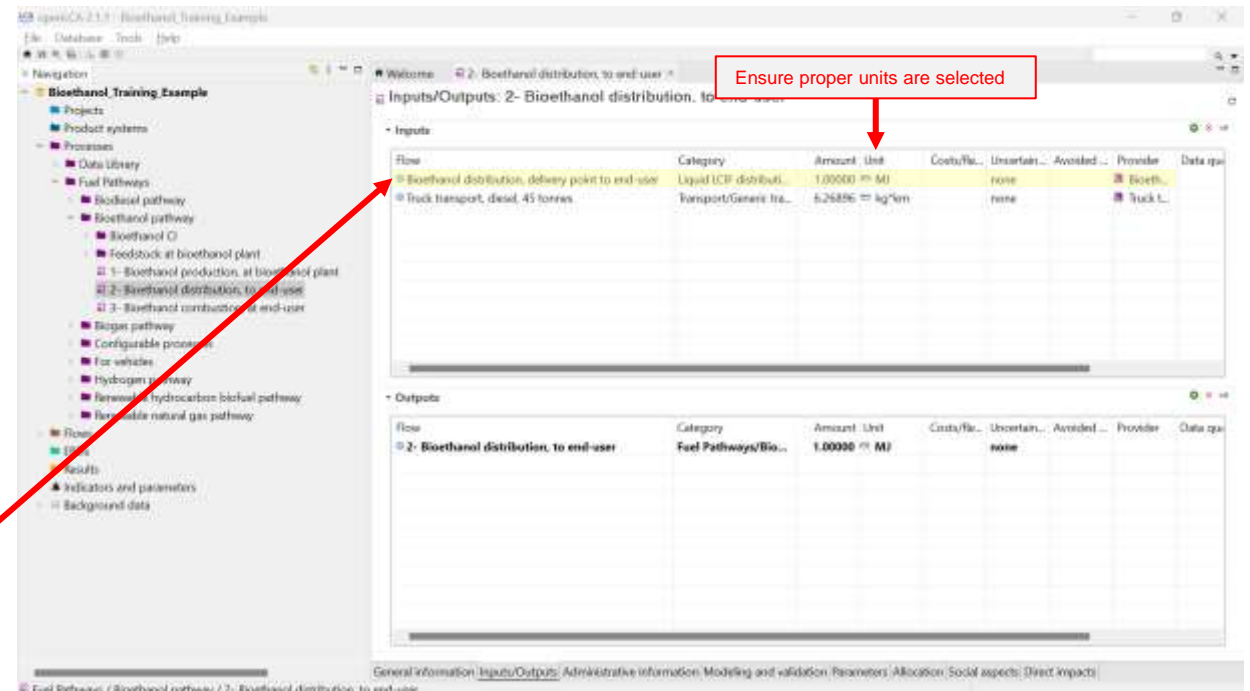 openLCA 2.1.1 - Bioethanol_Training_Example
File Database Tools Help
Navigation
Welcome 2- Bioethanol distribution, to end-user
Ensure proper units are selected
Bioethanol_Training_Example
Projects
Product systems
Processes
Data Library
Fuel Pathways
Biodiesel pathway
Bioethanol pathway
Bioethanol CI
Feedstock at bioethanol plant
1- Bioethanol production, at bioethanol plant
2- Bioethanol distribution, to end-user
3- Bioethanol combustion, at end-user
Biogas pathway
Configurable processes
For vehicles
Hydrogen pathway
Renewable hydrocarbon biofuel pathway
Renewable natural gas pathway
Flows
EPDs
Results
Indicators and parameters
Background data
Inputs/Outputs: 2- Bioethanol distribution, to end-user
Inputs
Flow Category Amount Unit Costs/Re... Uncertain... Avoided ... Provider Data qua
Bioethanol distribution, delivery point to end-user Liquid LCIF distributi... 1.00000 MJ none Bioeth...
Truck transport, diesel, 45 tonnes Transport/Generic tra... 6.26896 kg*km none Truck t...
Outputs
Flow Category Amount Unit Costs/Re... Uncertain... Avoided ... Provider Data qua
2- Bioethanol distribution, to end-user Fuel Pathways/Bio... 1.00000 MJ none
General information Inputs/Outputs Administrative information Modeling and validation Parameters Allocation Social aspects Direct impacts
Fuel Pathways / Bioethanol pathway / 2- Bioethanol distribution, to end-user